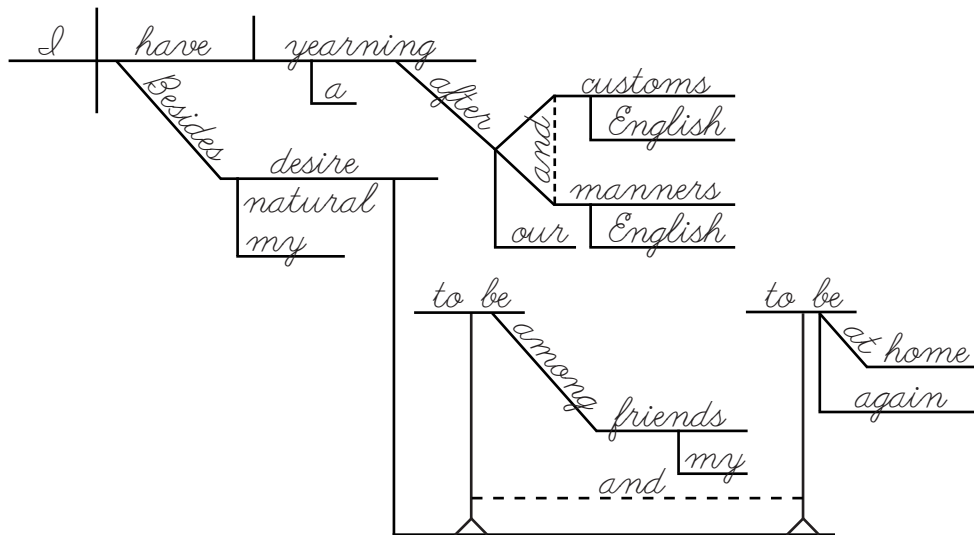 I have yearning
a
Besides
after
customs
English
and
manners
English
our
desire
natural
my
to be
among
friends
my
and
to be
at home
again